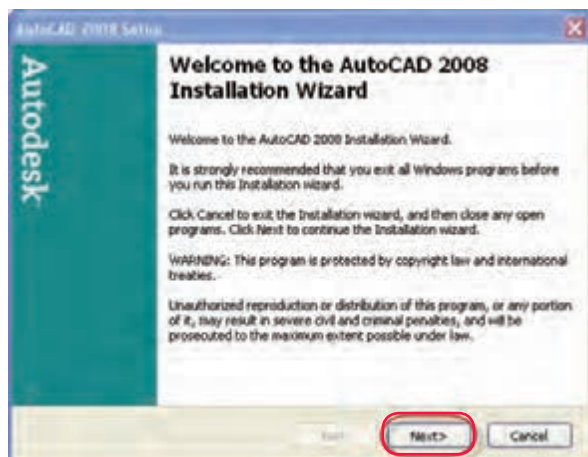 AutoCAD 2008 Setup
Autodesk
Welcome to the AutoCAD 2008
Installation Wizard
Welcome to the AutoCAD 2008 Installation Wizard.
It is strongly recommended that you exit all Windows programs before
you run this Installation wizard.
Click Cancel to exit the Installation wizard, and then close any open
programs. Click Next to continue the Installation wizard.
WARNING: This program is protected by copyright law and international
treaties.
Unauthorized reproduction or distribution of this program, or any portion
of it, may result in severe civil and criminal penalties, and will be
prosecuted to the maximum extent possible under law.
Next>
Cancel